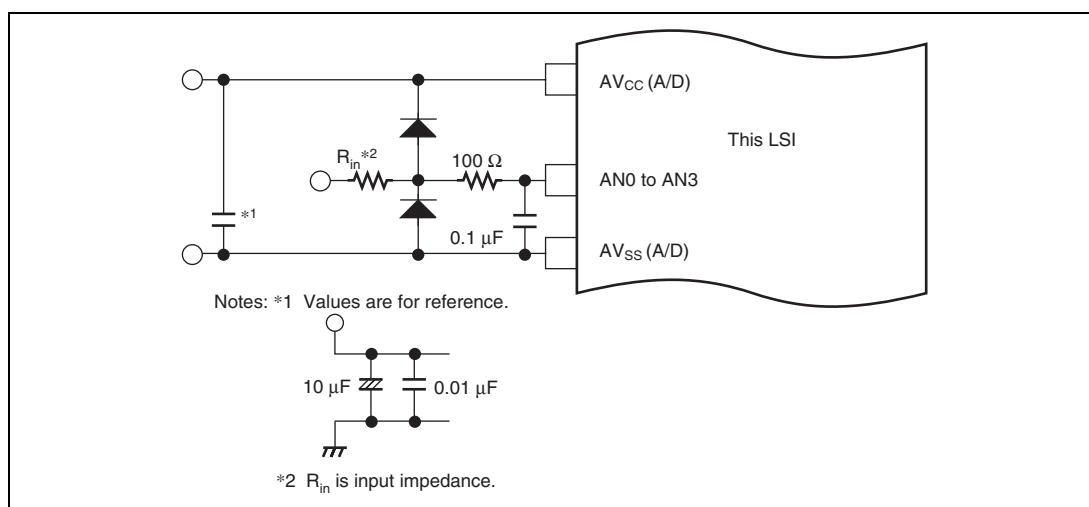 AVCC (A/D)
This LSI
Rin*2
100 Ω
AN0 to AN3
*1
0.1 μF
AVSS (A/D)
Notes: *1 Values are for reference.
10 μF
0.01 μF
*2 Rin is input impedance.